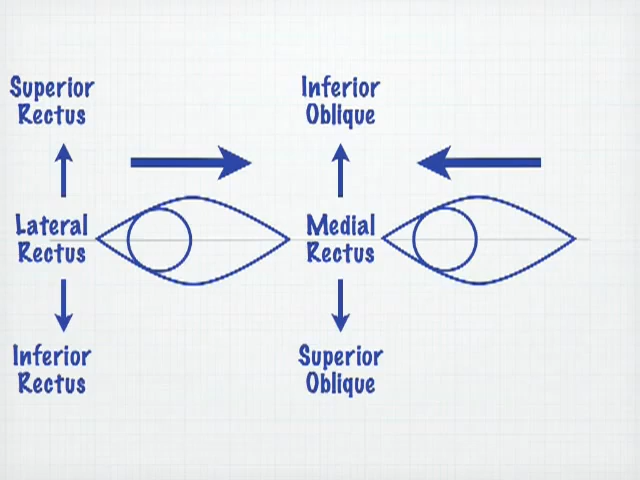 Superior
Rectus
Inferior
Oblique
Lateral
Rectus
Medial
Rectus
Inferior
Rectus
Superior
Oblique